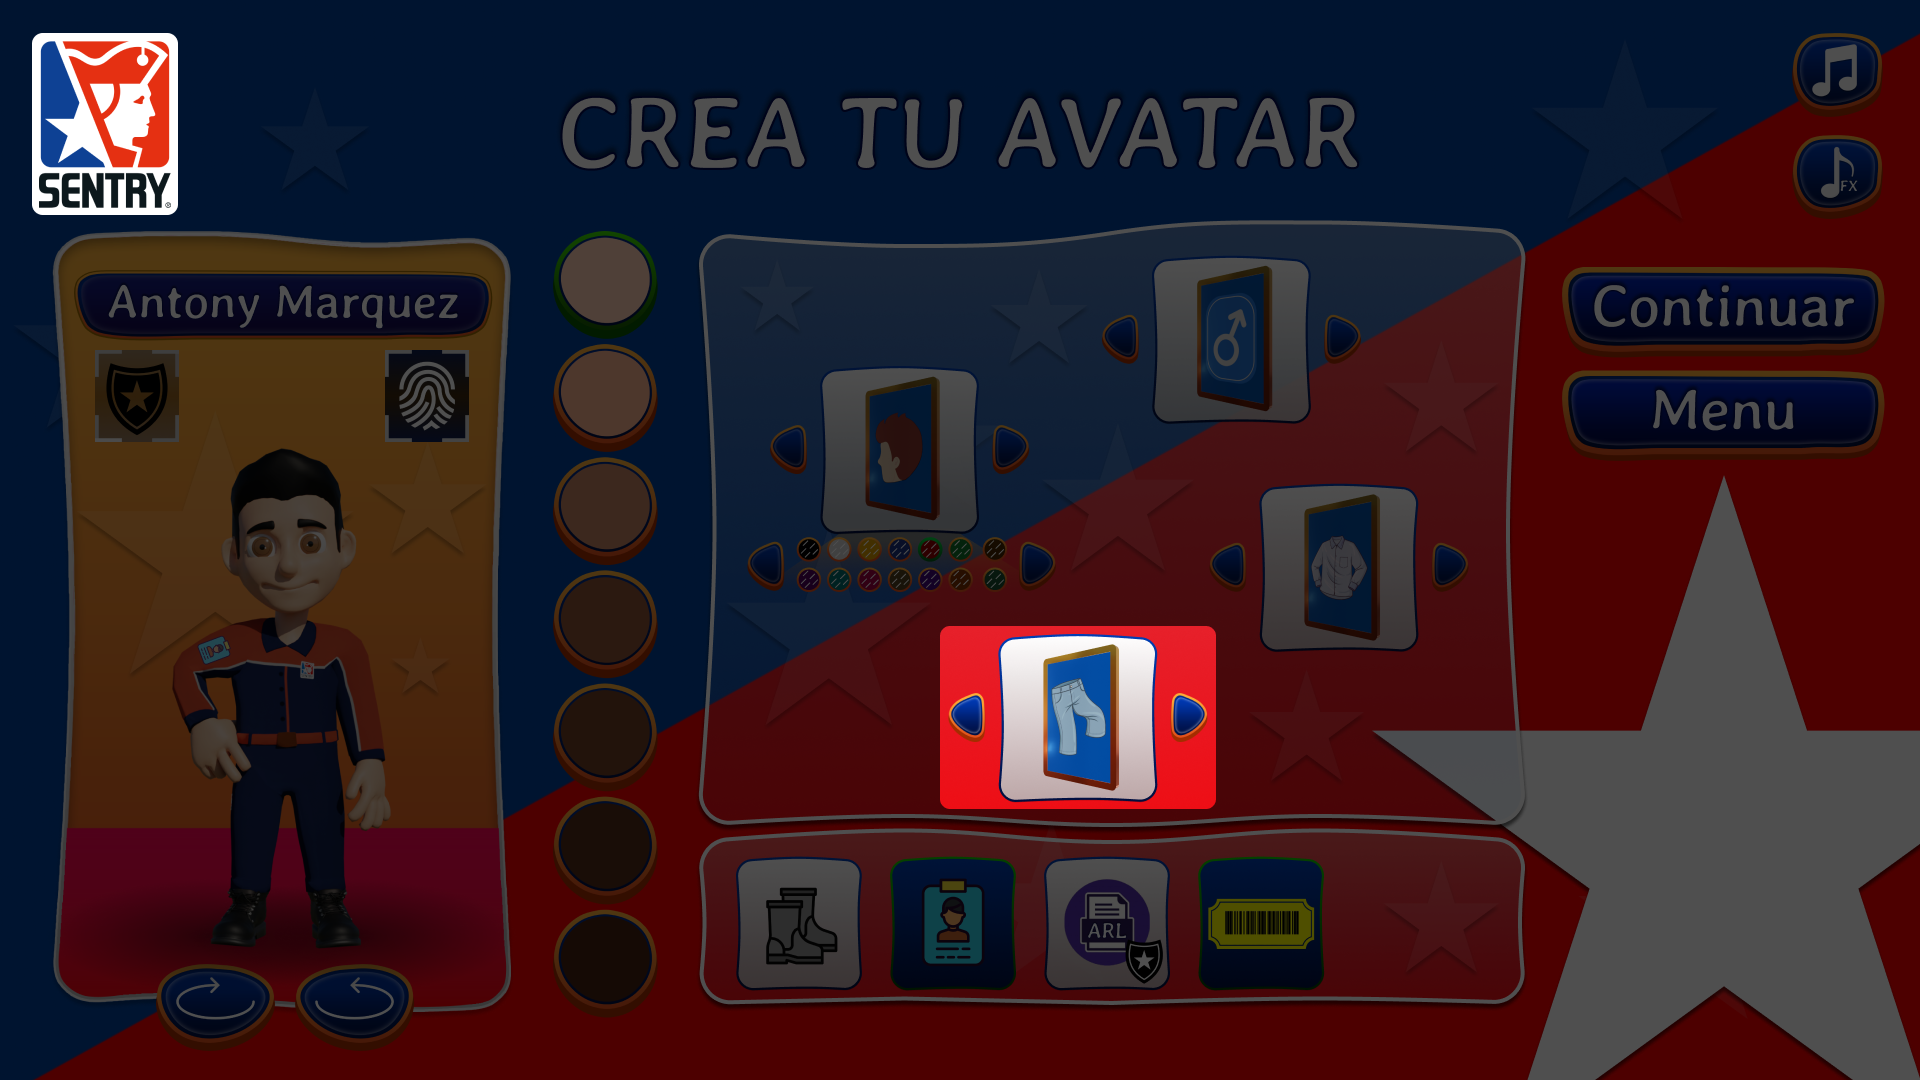 SENTRY®
CREA TU AVATAR
FX
Antony Marquez
Continuar
Menu
ARL